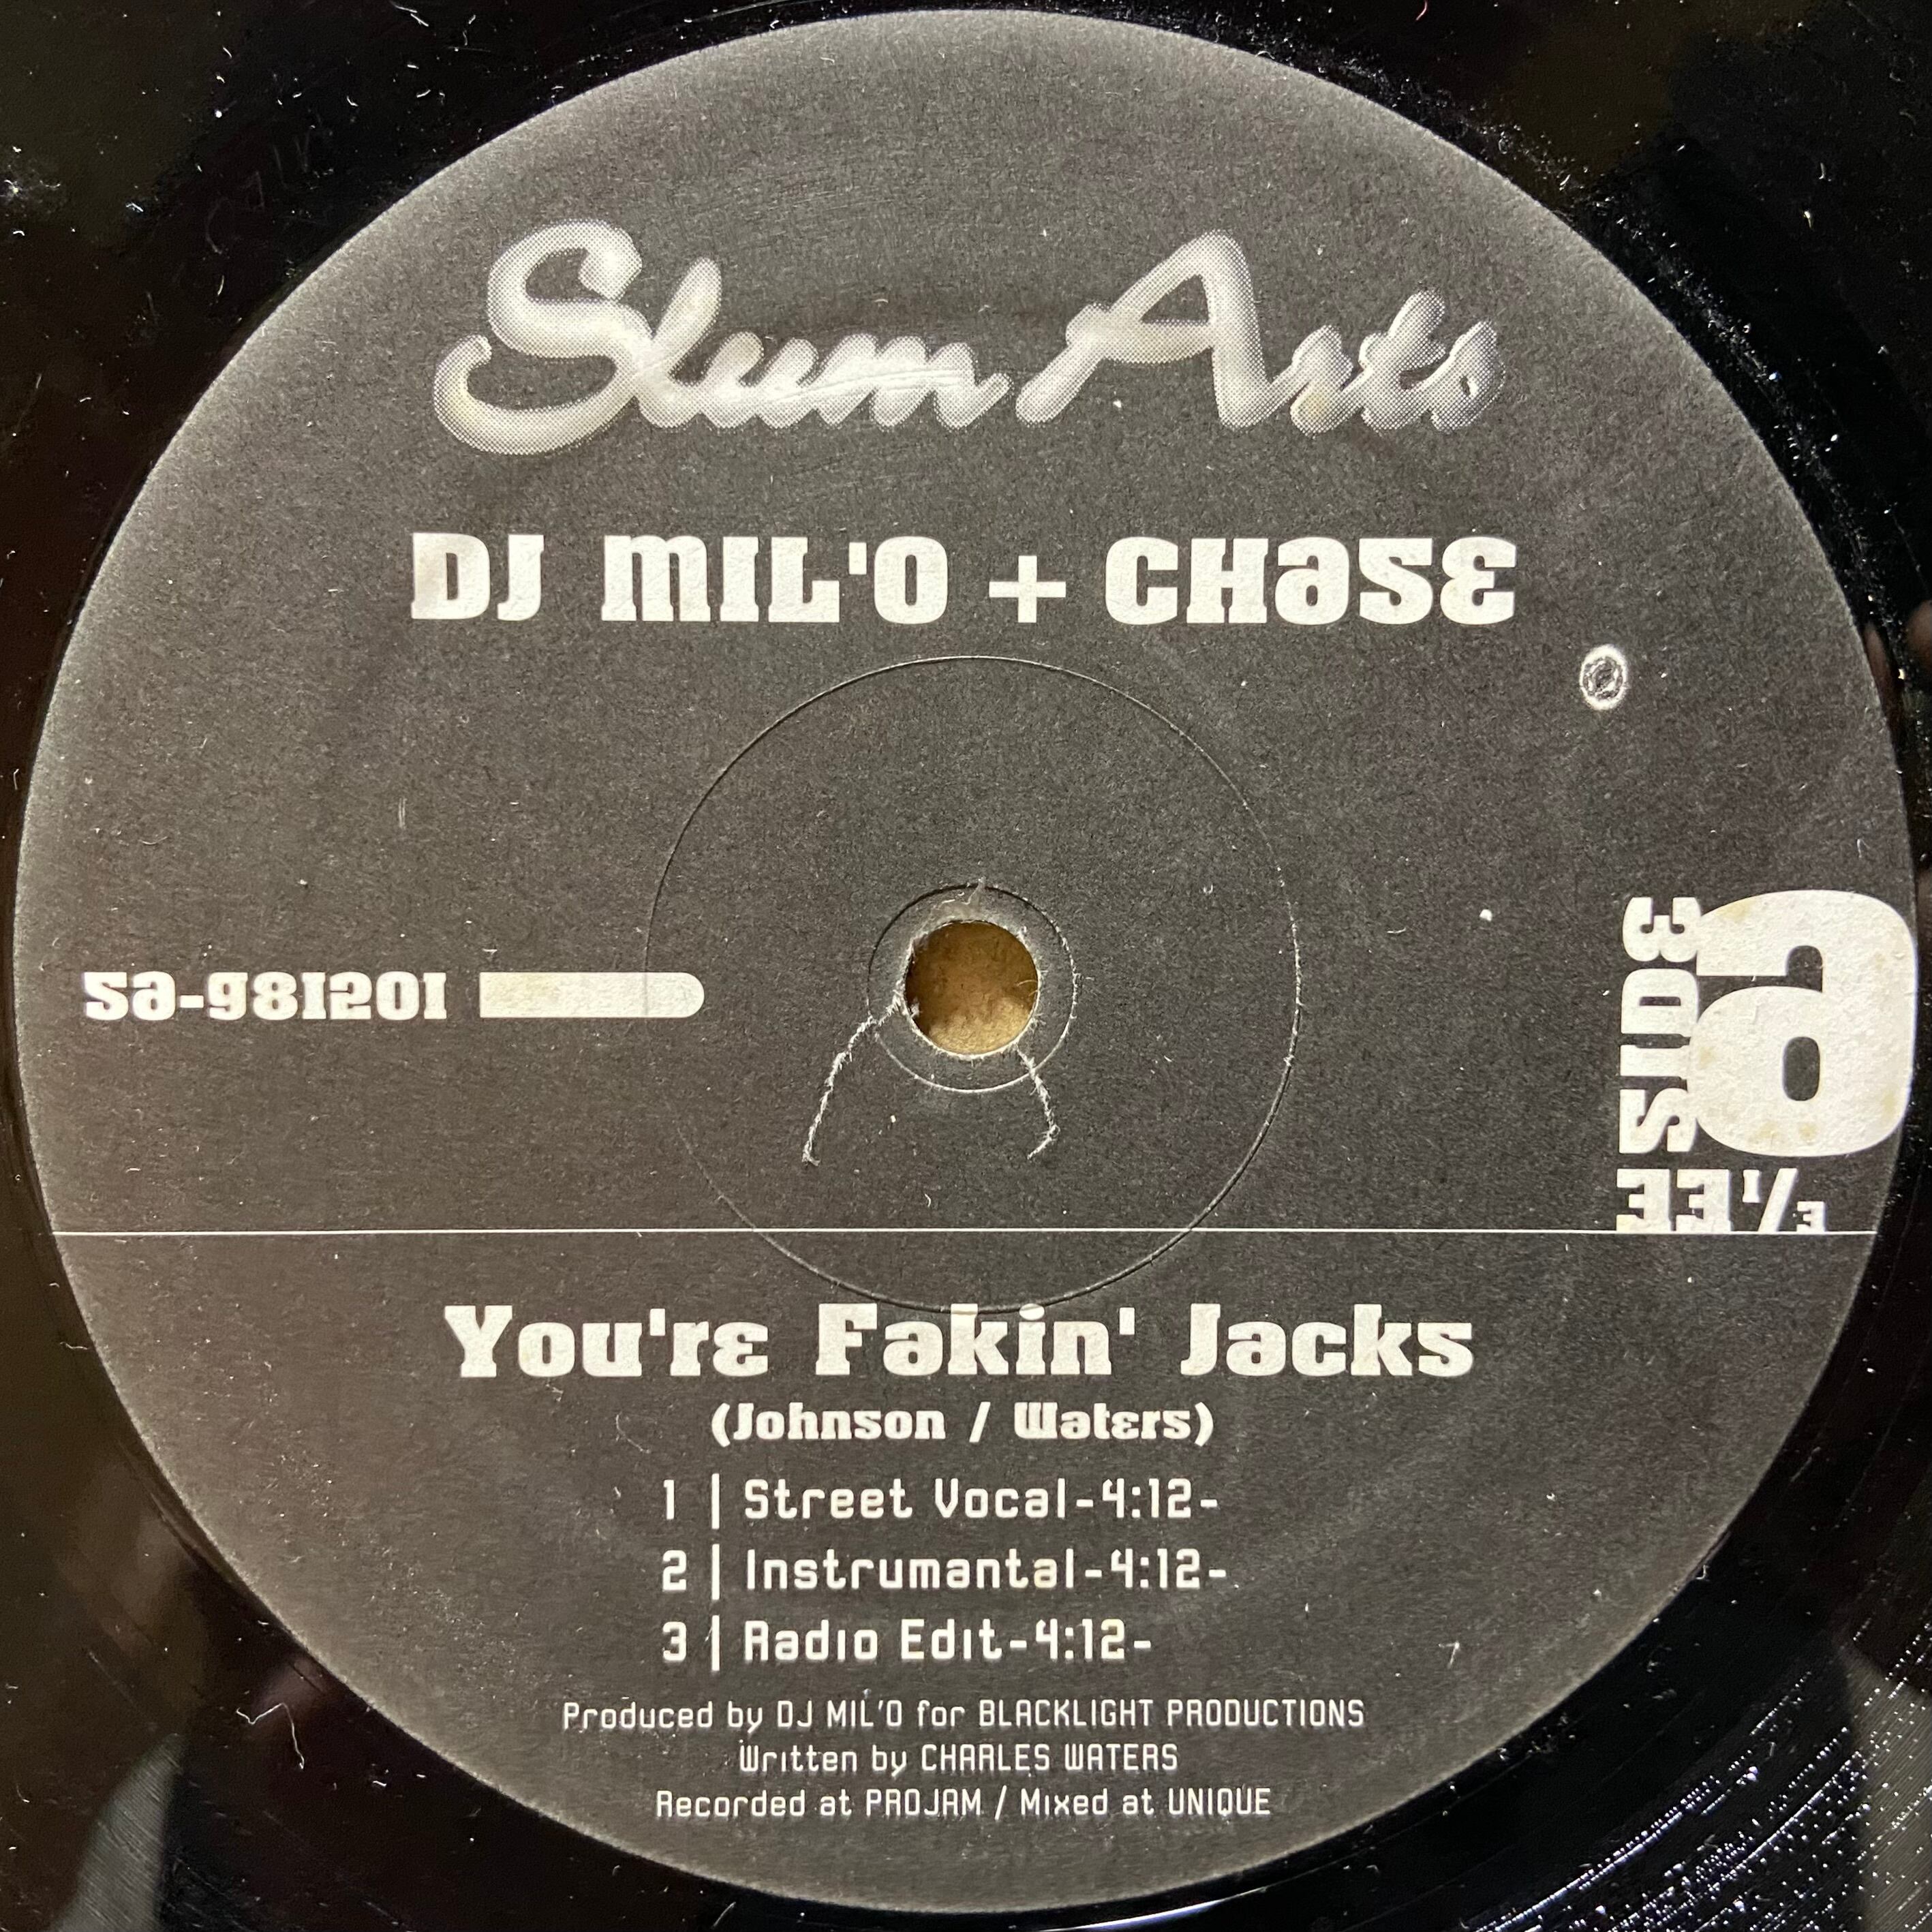 Slum Arts
DJ MIL'O + CHaSE
Sa-981201
SIDE a
33 1/3
You're Fakin' Jacks
(Johnson / Waters)
1 | Street Vocal-4:12-
2 | Instrumantal-4:12-
3 | Radio Edit-4:12-
Produced by DJ MIL'O for BLACKLIGHT PRODUCTIONS
Written by CHARLES WATERS
Recorded at PROJAM / Mixed at UNIQUE